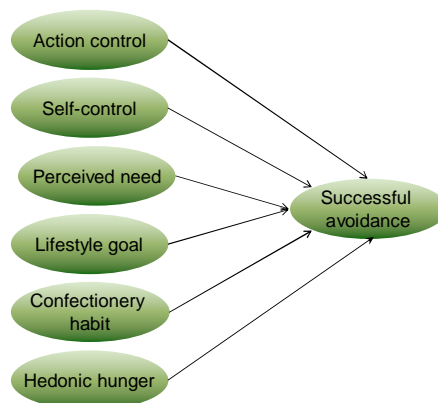 Action control
Self-control
Perceived need
Lifestyle goal
Confectionery
habit
Hedonic hunger
Successful
avoidance